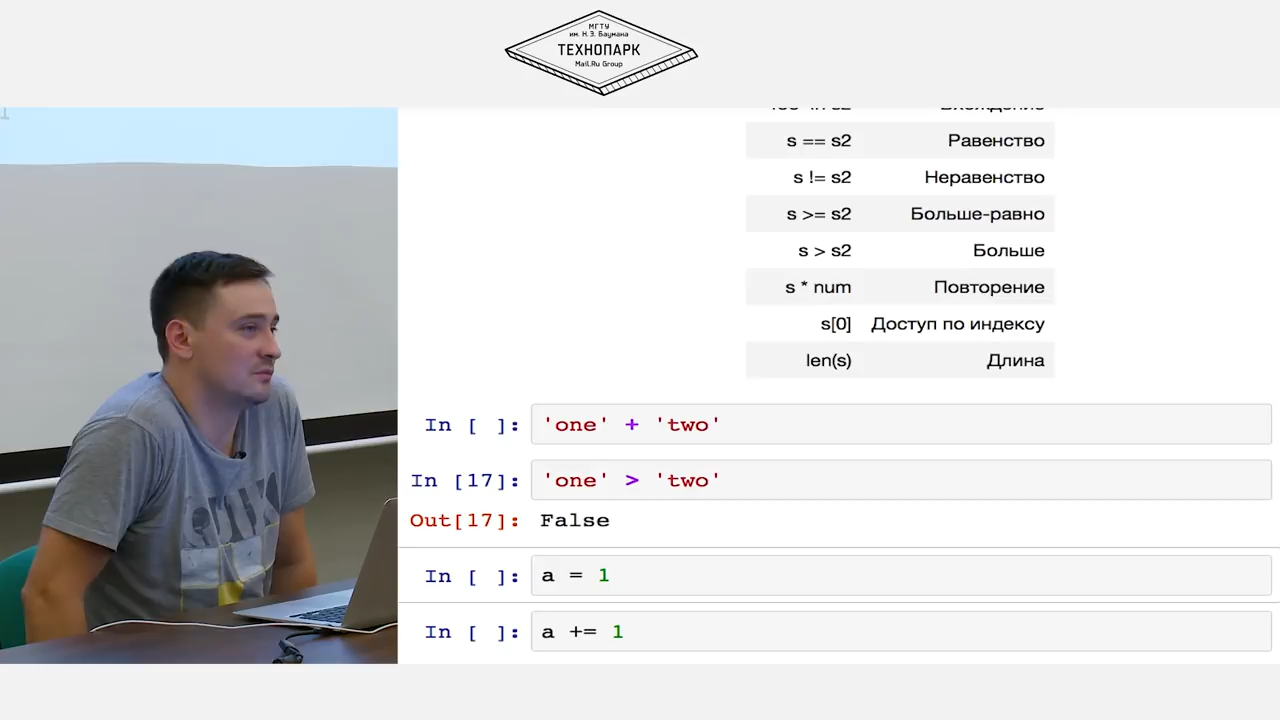 МГТУ
им. Н. Э. Баумана
ТЕХНОПАРК
Mail.Ru Group
s == s2 Равенство
s != s2 Неравенство
s >= s2 Больше-равно
s > s2 Больше
s * num Повторение
s[0] Доступ по индексу
len(s) Длина
In [ ]: 'one' + 'two'
In [17]: 'one' > 'two'
Out[17]: False
In [ ]: a = 1
In [ ]: a += 1